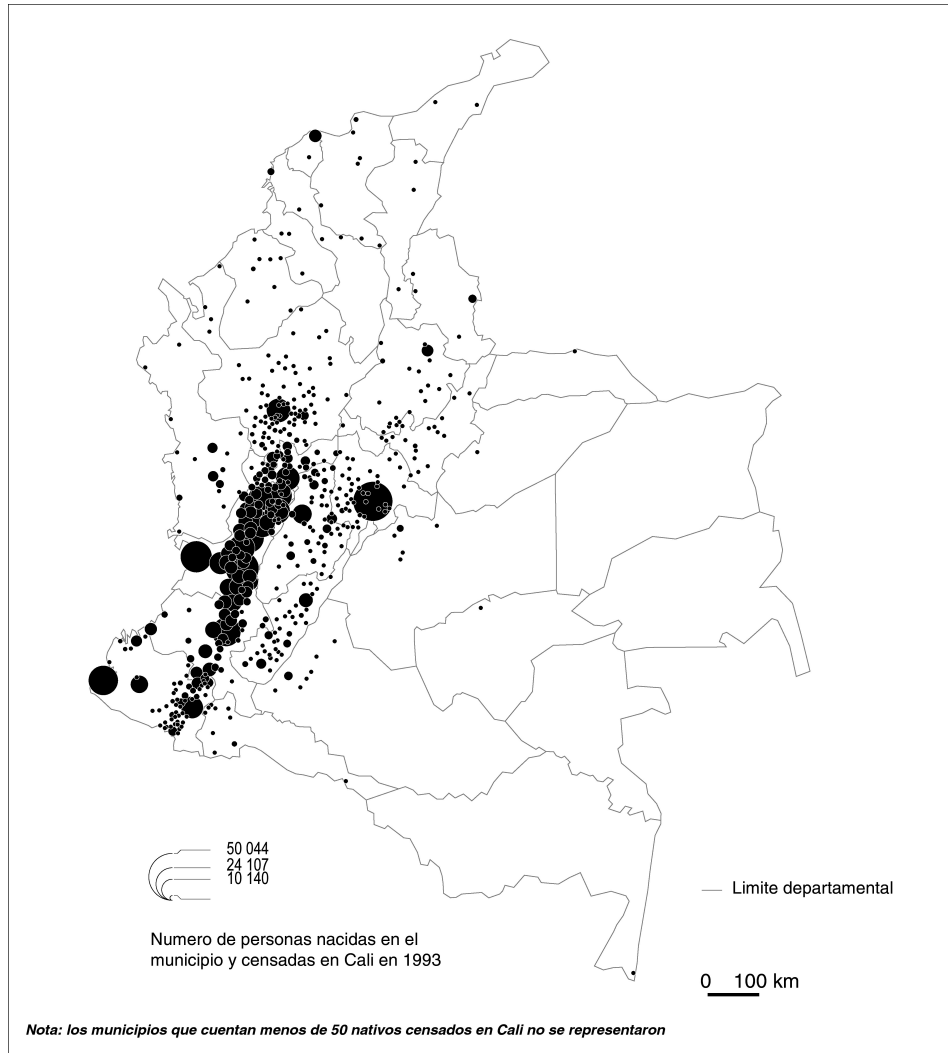 50 044
24 107
10 140
Limite departamental
Numero de personas nacidas en el
municipio y censadas en Cali en 1993
0 100 km
Nota: los municipios que cuentan menos de 50 nativos censados en Cali no se representaron